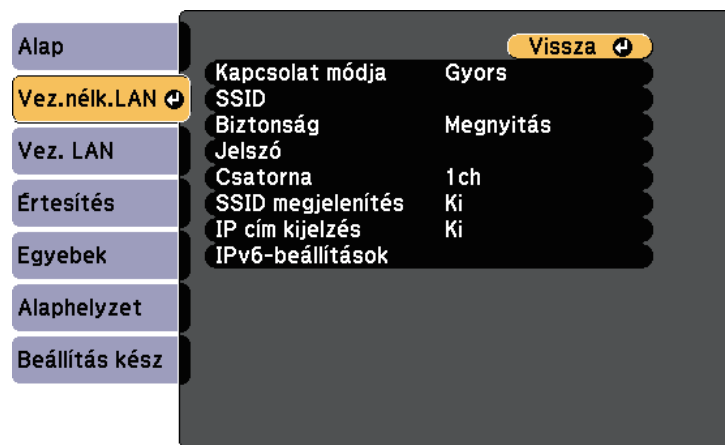 Alap
Vez.nélk.LAN
Vez. LAN
Értesítés
Egyebek
Alaphelyzet
Beállítás kész
Vissza
Kapcsolat módja Gyors
SSID
Biztonság Megnyitás
Jelszó
Csatorna 1ch
SSID megjelenítés Ki
IP cím kijelzés Ki
IPv6-beállítások